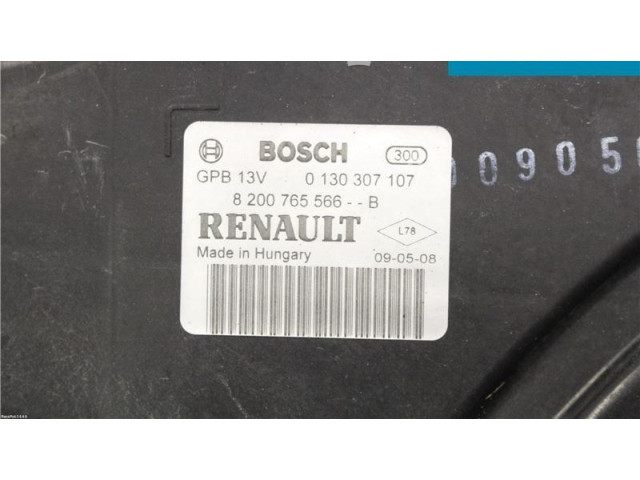 BOSCH 300
GPB 13V 0 130 307 107
8 200 765 566 - - B
RENAULT L78
Made in Hungary 09-05-08